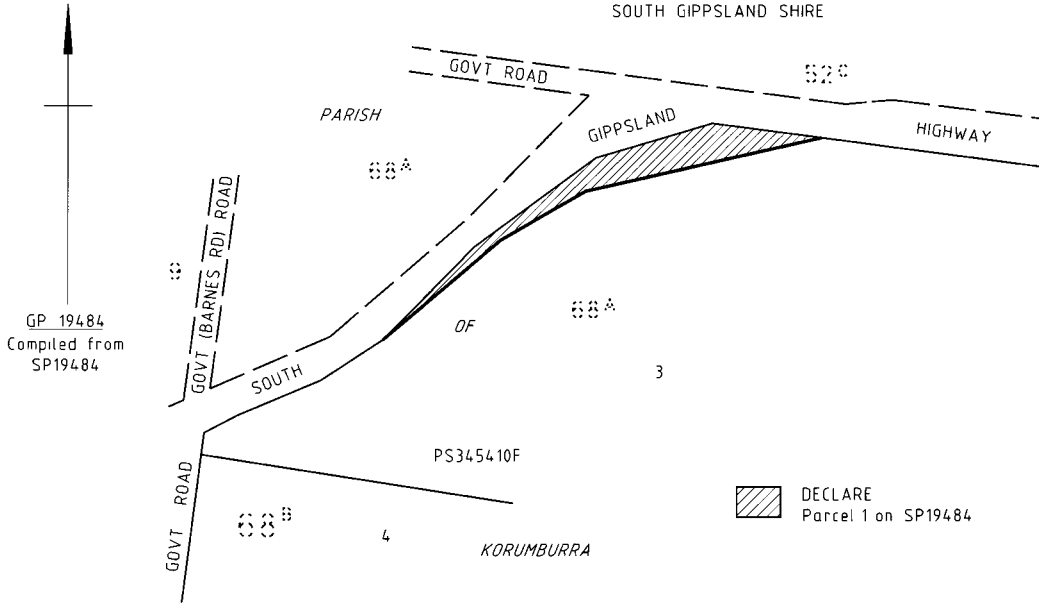 SOUTH GIPPSLAND SHIRE
GOVT ROAD
52C
PARISH
GIPPSLAND
HIGHWAY
68A
GOVT (BARNES RD) ROAD
9
GP 19484
Compiled from
SP19484
68A
OF
3
SOUTH
PS345410F
GOVT ROAD
68B
4
KORUMBURRA
DECLARE
Parcel 1 on SP19484